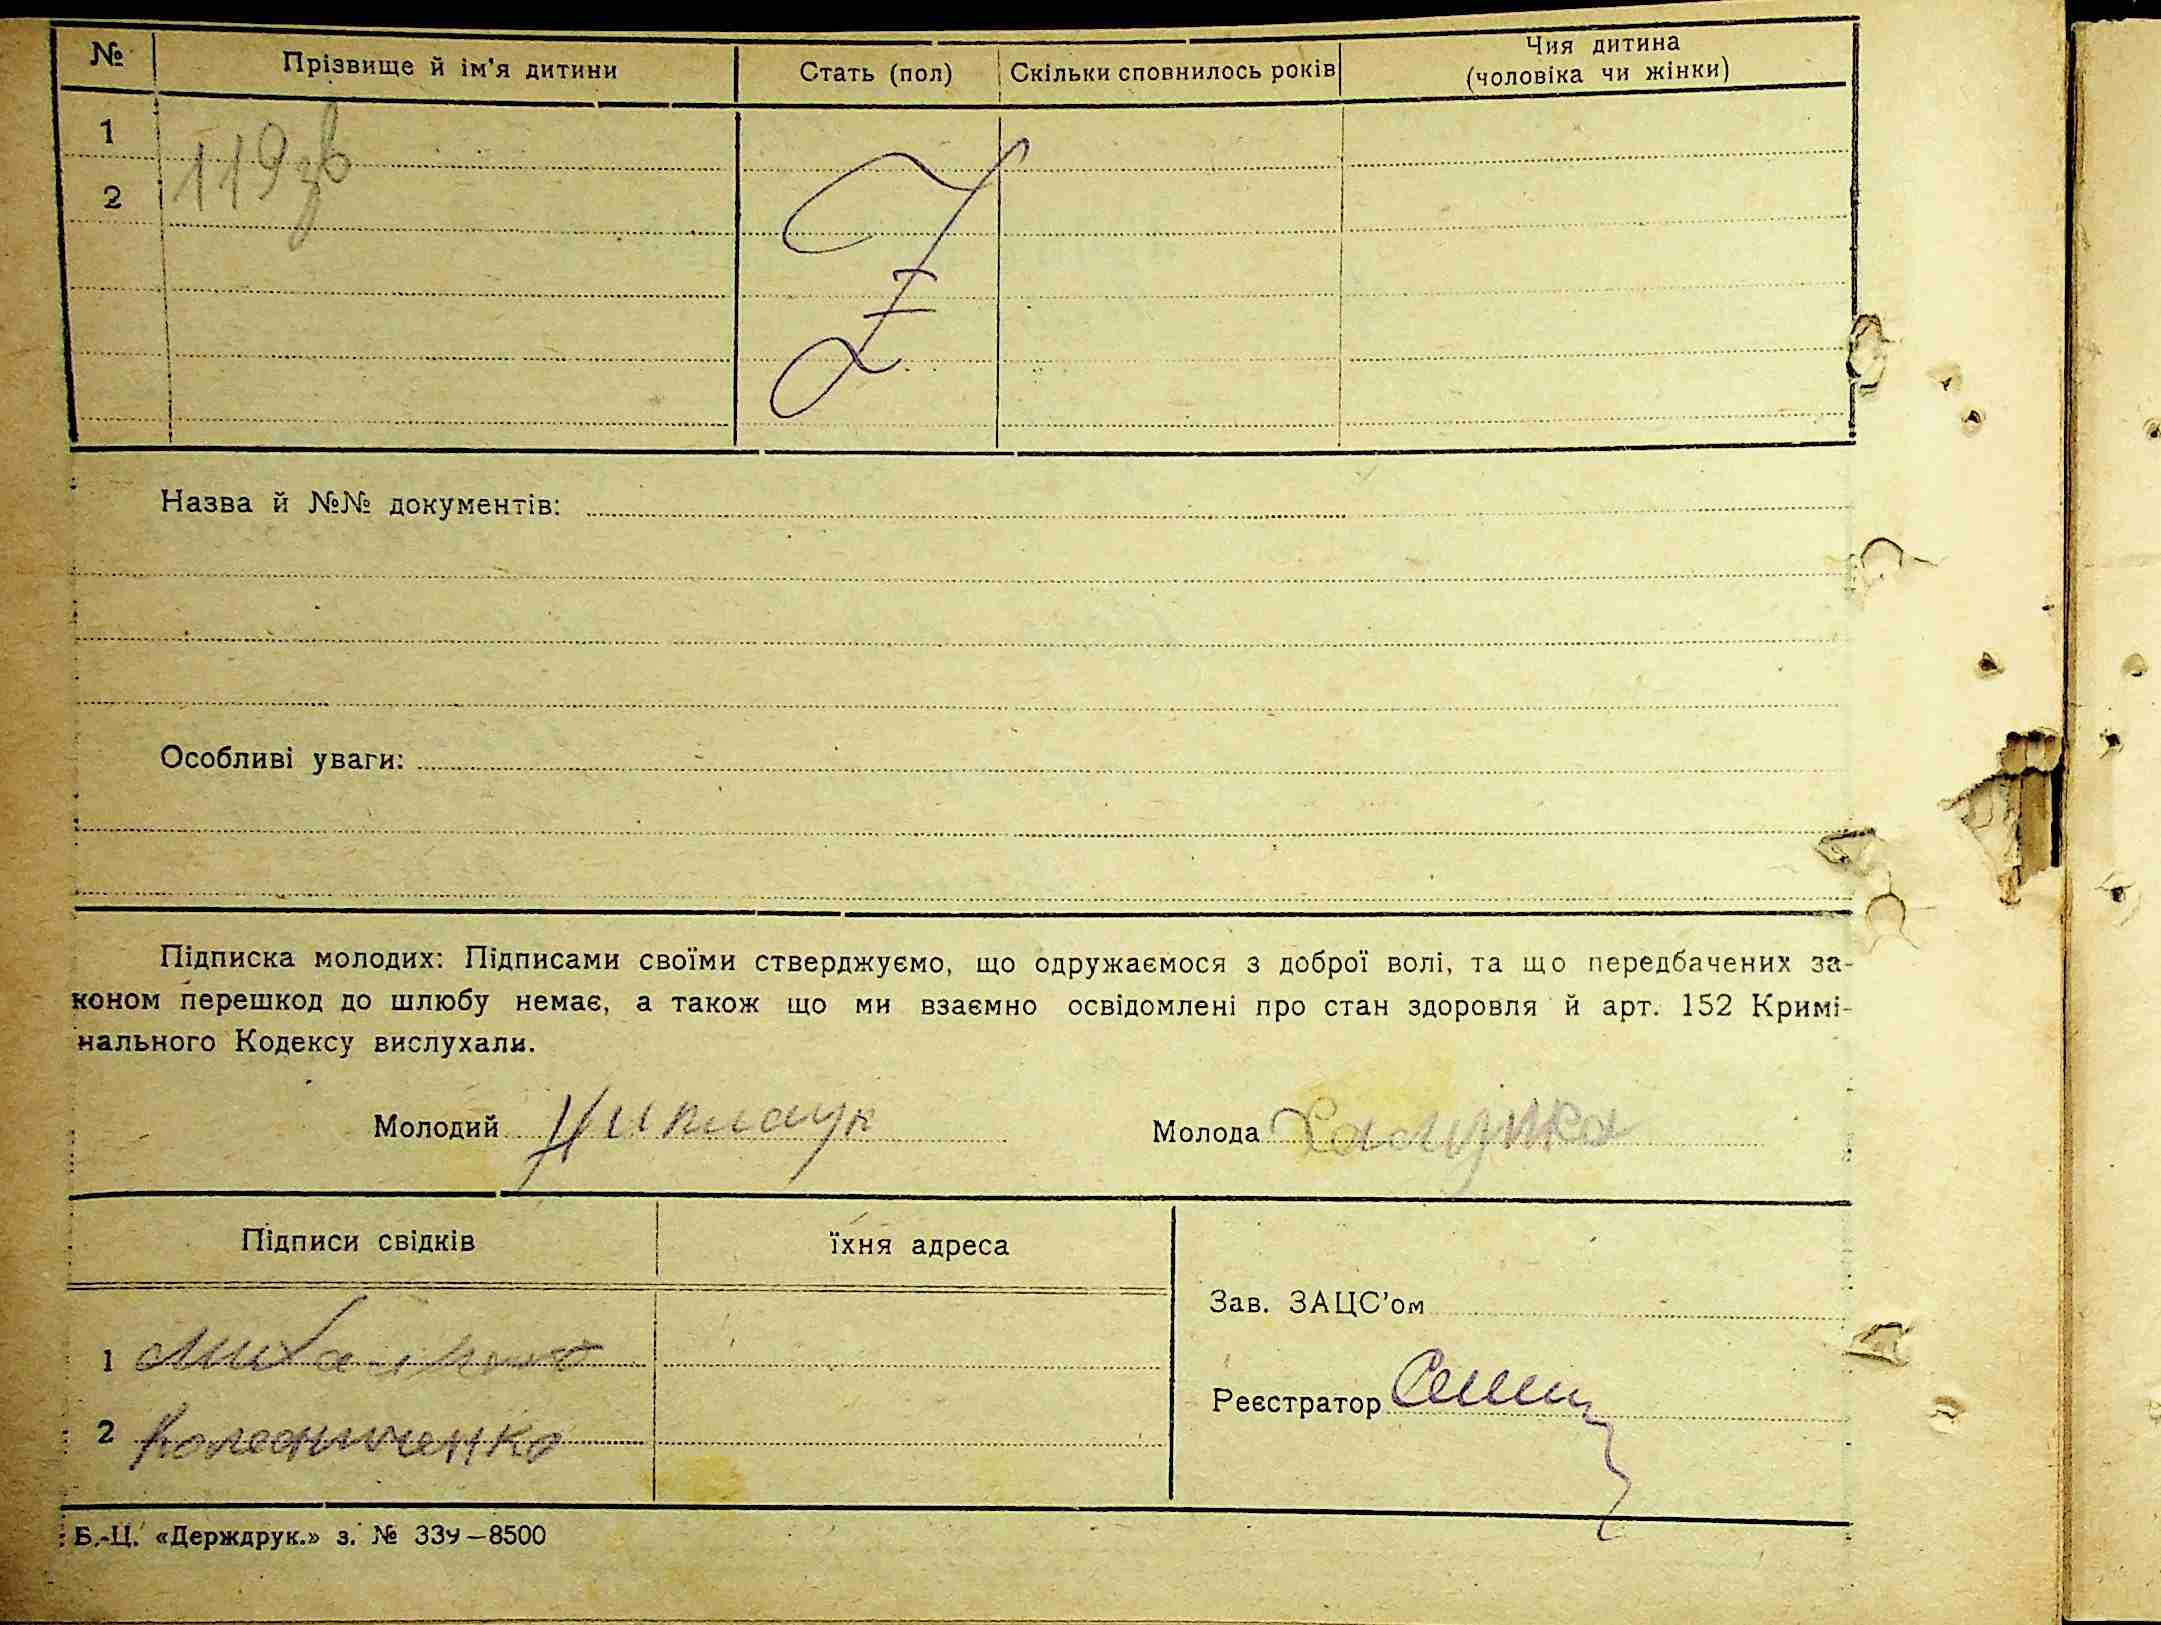 № Прізвище й ім'я дитини Стать (пол) Скільки сповнилось років Чия дитина (чоловіка чи жінки)
1
119зв
2
Z
Назва й №№ документів:
Особливі уваги:
Підписка молодих: Підписами своїми стверджуємо, що одружаємося з доброї волі, та що передбачених за-
коном перешкод до шлюбу немає, а також що ми взаємно освідомлені про стан здоровля й арт. 152 Кримі-
нального Кодексу вислухали.
Молодий Молода
Підписи свідків їхня адреса
Зав. ЗАЦС'ом
1
Реєстратор
2 Колесниченко
Б.-Ц. «Держдрук.» з. № 339—8500